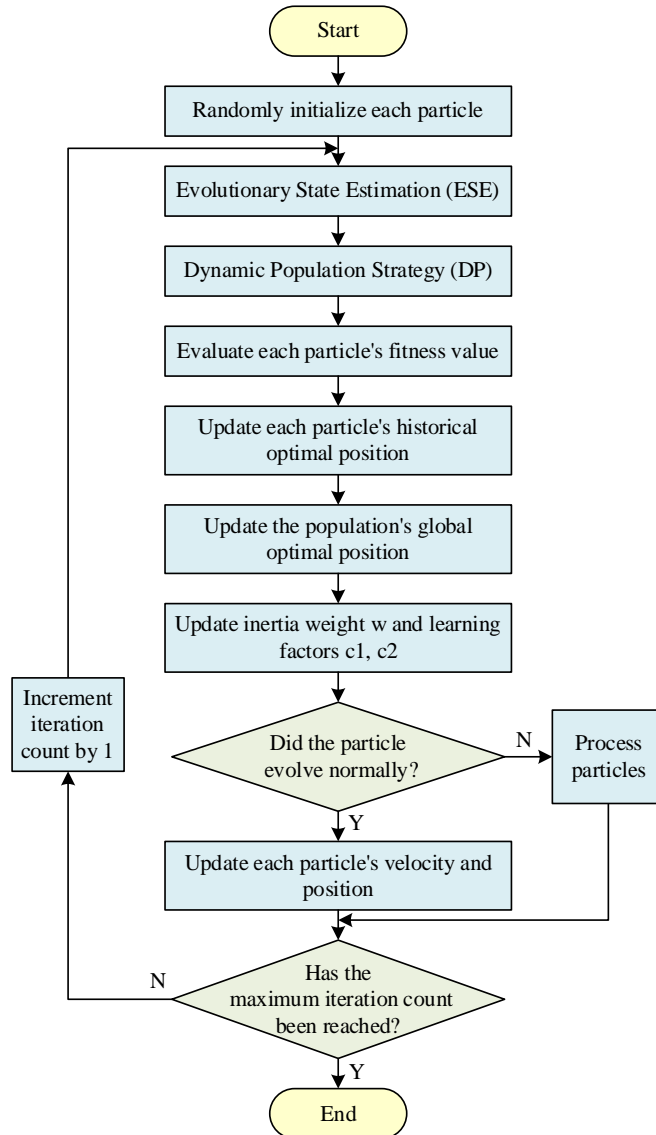 Start
Randomly initialize each particle
Evolutionary State Estimation (ESE)
Dynamic Population Strategy (DP)
Evaluate each particle's fitness value
Update each particle's historical
optimal position
Update the population's global
optimal position
Update inertia weight w and learning
factors c1, c2
Increment
iteration
count by 1
Did the particle
evolve normally?
N
Process
particles
Y
Update each particle's velocity and
position
N
Has the
maximum iteration count
been reached?
Y
End